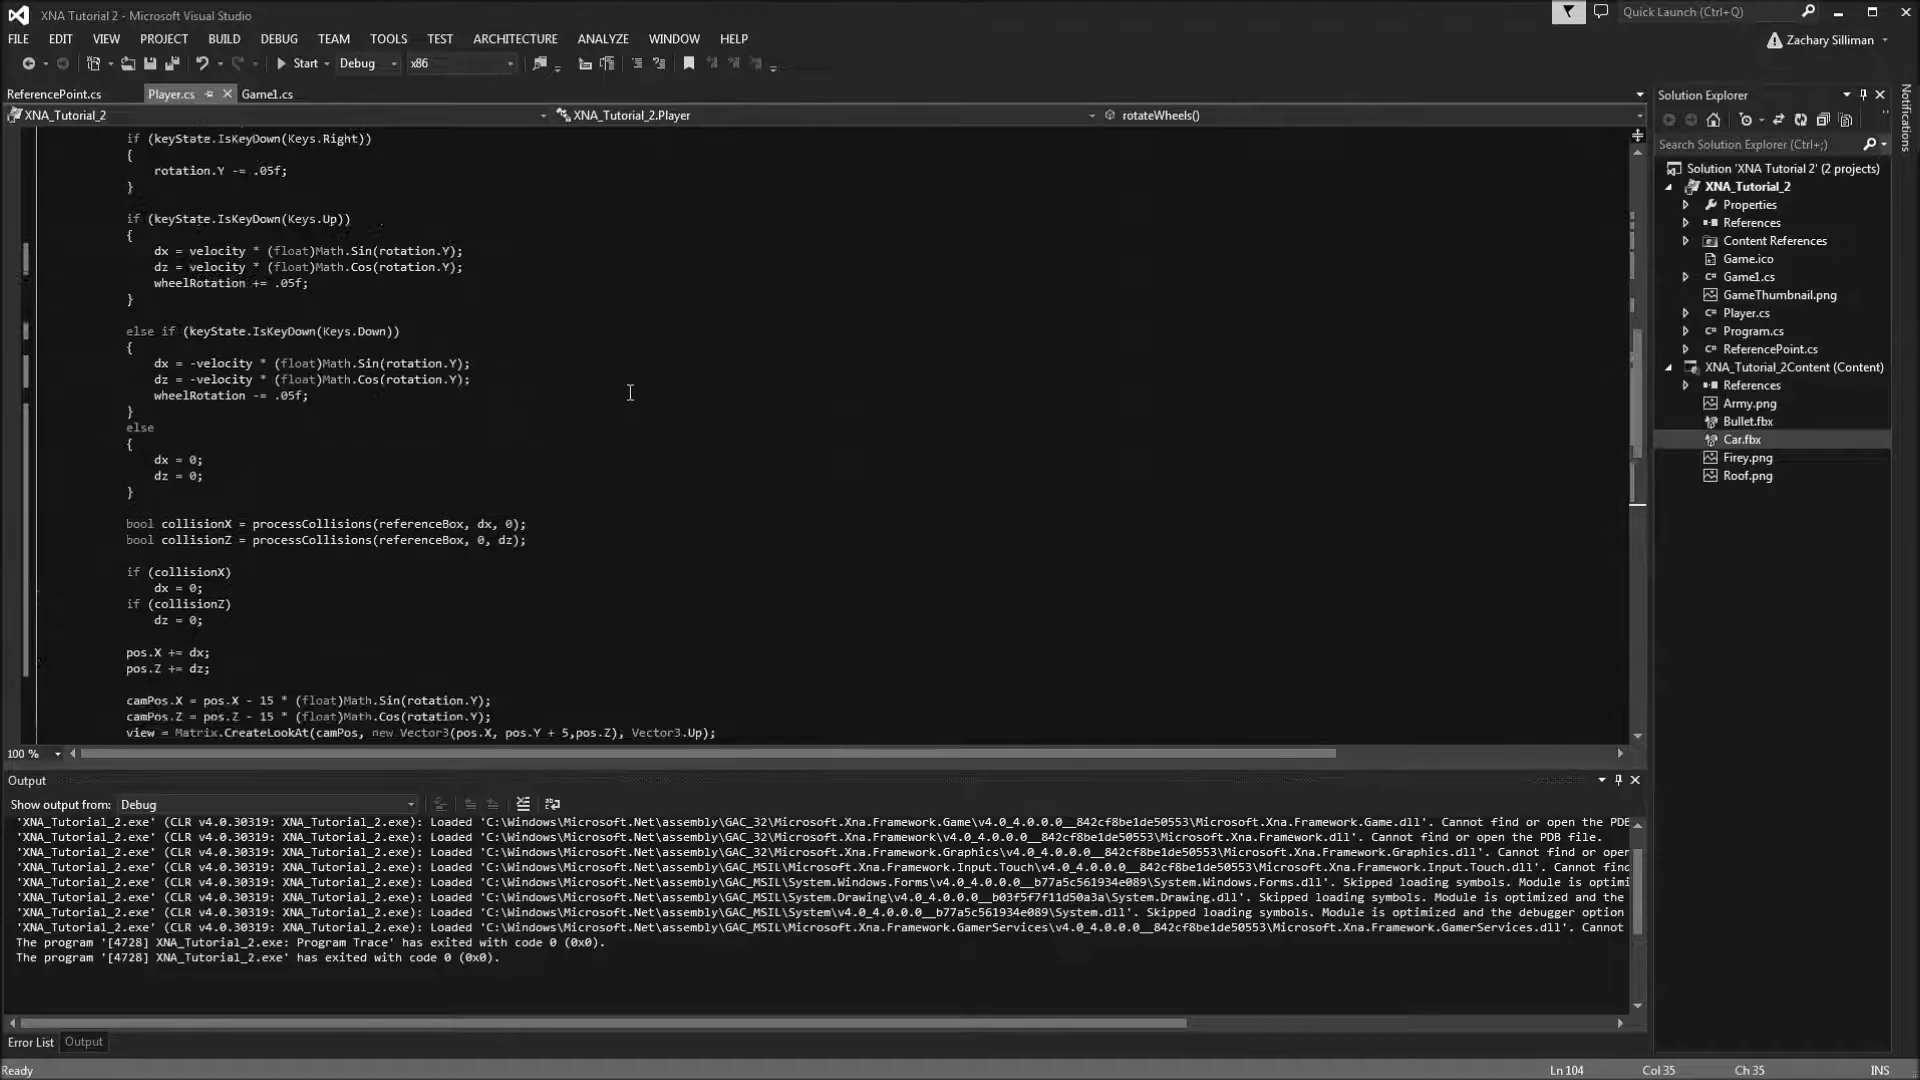 XNA Tutorial 2 - Microsoft Visual Studio
Quick Launch (Ctrl+Q)
FILE EDIT VIEW PROJECT BUILD DEBUG TEAM TOOLS TEST ARCHITECTURE ANALYZE WINDOW HELP
Zachary Silliman
Start Debug x86
ReferencePoint.cs Player.cs Game1.cs
XNA_Tutorial_2 XNA_Tutorial_2.Player rotateWheels()
if (keyState.IsKeyDown(Keys.Right))
{
rotation.Y -= .05f;
}
if (keyState.IsKeyDown(Keys.Up))
{
dx = velocity * (float)Math.Sin(rotation.Y);
dz = velocity * (float)Math.Cos(rotation.Y);
wheelRotation += .05f;
}
else if (keyState.IsKeyDown(Keys.Down))
{
dx = -velocity * (float)Math.Sin(rotation.Y);
dz = -velocity * (float)Math.Cos(rotation.Y);
wheelRotation -= .05f;
}
else
{
dx = 0;
dz = 0;
}
bool collisionX = processCollisions(referenceBox, dx, 0);
bool collisionZ = processCollisions(referenceBox, 0, dz);
if (collisionX)
dx = 0;
if (collisionZ)
dz = 0;
pos.X += dx;
pos.Z += dz;
camPos.X = pos.X - 15 * (float)Math.Sin(rotation.Y);
camPos.Z = pos.Z - 15 * (float)Math.Cos(rotation.Y);
view = Matrix.CreateLookAt(camPos, new Vector3(pos.X, pos.Y + 5,pos.Z), Vector3.Up);
100 %
Solution Explorer
Search Solution Explorer (Ctrl+;)
Solution 'XNA Tutorial 2' (2 projects)
XNA_Tutorial_2
Properties
References
Content References
Game.ico
Game1.cs
GameThumbnail.png
Player.cs
Program.cs
ReferencePoint.cs
XNA_Tutorial_2Content (Content)
References
Army.png
Bullet.fbx
Car.fbx
Firey.png
Roof.png
Notifications
Output
Show output from: Debug
'XNA_Tutorial_2.exe' (CLR v4.0.30319: XNA_Tutorial_2.exe): Loaded 'C:\Windows\Microsoft.Net\assembly\GAC_32\Microsoft.Xna.Framework.Game\v4.0_4.0.0.0__842cf8be1de50553\Microsoft.Xna.Framework.Game.dll'. Cannot find or open the PDB
'XNA_Tutorial_2.exe' (CLR v4.0.30319: XNA_Tutorial_2.exe): Loaded 'C:\Windows\Microsoft.Net\assembly\GAC_32\Microsoft.Xna.Framework\v4.0_4.0.0.0__842cf8be1de50553\Microsoft.Xna.Framework.dll'. Cannot find or open the PDB file.
'XNA_Tutorial_2.exe' (CLR v4.0.30319: XNA_Tutorial_2.exe): Loaded 'C:\Windows\Microsoft.Net\assembly\GAC_32\Microsoft.Xna.Framework.Graphics\v4.0_4.0.0.0__842cf8be1de50553\Microsoft.Xna.Framework.Graphics.dll'. Cannot find or oper
'XNA_Tutorial_2.exe' (CLR v4.0.30319: XNA_Tutorial_2.exe): Loaded 'C:\Windows\Microsoft.Net\assembly\GAC_MSIL\Microsoft.Xna.Framework.Input.Touch\v4.0_4.0.0.0__842cf8be1de50553\Microsoft.Xna.Framework.Input.Touch.dll'. Cannot find
'XNA_Tutorial_2.exe' (CLR v4.0.30319: XNA_Tutorial_2.exe): Loaded 'C:\Windows\Microsoft.Net\assembly\GAC_MSIL\System.Windows.Forms\v4.0_4.0.0.0__b77a5c561934e089\System.Windows.Forms.dll'. Skipped loading symbols. Module is optimi
'XNA_Tutorial_2.exe' (CLR v4.0.30319: XNA_Tutorial_2.exe): Loaded 'C:\Windows\Microsoft.Net\assembly\GAC_MSIL\System.Drawing\v4.0_4.0.0.0__b03f5f7f11d50a3a\System.Drawing.dll'. Skipped loading symbols. Module is optimized and the
'XNA_Tutorial_2.exe' (CLR v4.0.30319: XNA_Tutorial_2.exe): Loaded 'C:\Windows\Microsoft.Net\assembly\GAC_MSIL\System\v4.0_4.0.0.0__b77a5c561934e089\System.dll'. Skipped loading symbols. Module is optimized and the debugger option
'XNA_Tutorial_2.exe' (CLR v4.0.30319: XNA_Tutorial_2.exe): Loaded 'C:\Windows\Microsoft.Net\assembly\GAC_32\Microsoft.Xna.Framework.GamerServices\v4.0_4.0.0.0__842cf8be1de50553\Microsoft.Xna.Framework.GamerServices.dll'. Cannot
The program '[4728] XNA_Tutorial_2.exe: Program Trace' has exited with code 0 (0x0).
The program '[4728] XNA_Tutorial_2.exe' has exited with code 0 (0x0).
Error List Output
Ready Ln 104 Col 35 Ch 35 INS